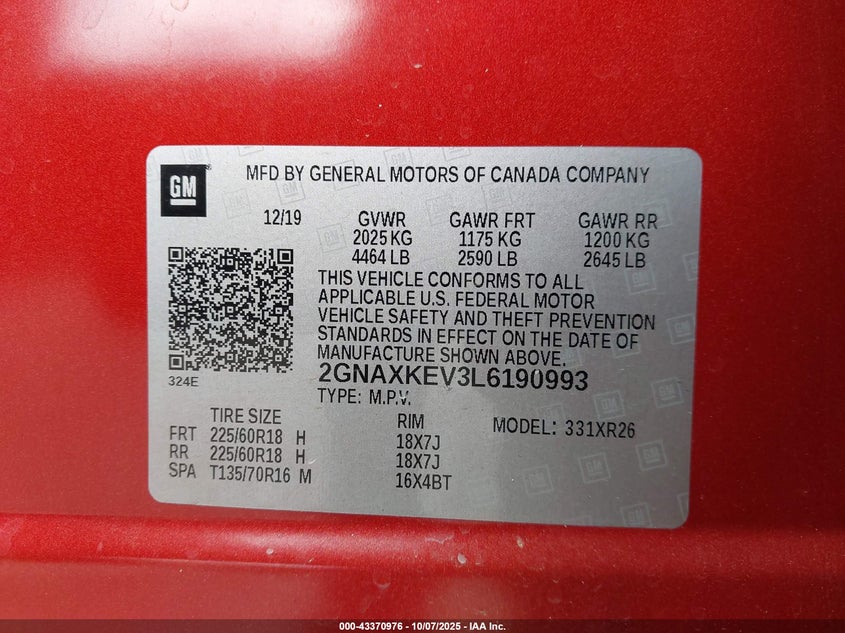 GM
MFD BY GENERAL MOTORS OF CANADA COMPANY
12/19 GVWR GAWR FRT GAWR RR
2025 KG 1175 KG 1200 KG
4464 LB 2590 LB 2645 LB
THIS VEHICLE CONFORMS TO ALL
APPLICABLE U.S. FEDERAL MOTOR
VEHICLE SAFETY AND THEFT PREVENTION
STANDARDS IN EFFECT ON THE DATE OF
MANUFACTURE SHOWN ABOVE.
324E
2GNAXKEV3L6190993
TYPE: M.P.V.
TIRE SIZE RIM MODEL: 331XR26
FRT 225/60R18 H 18X7J
RR 225/60R18 H 18X7J
SPA T135/70R16 M 16X4BT
000-43370976 - 10/07/2025 - IAA Inc.